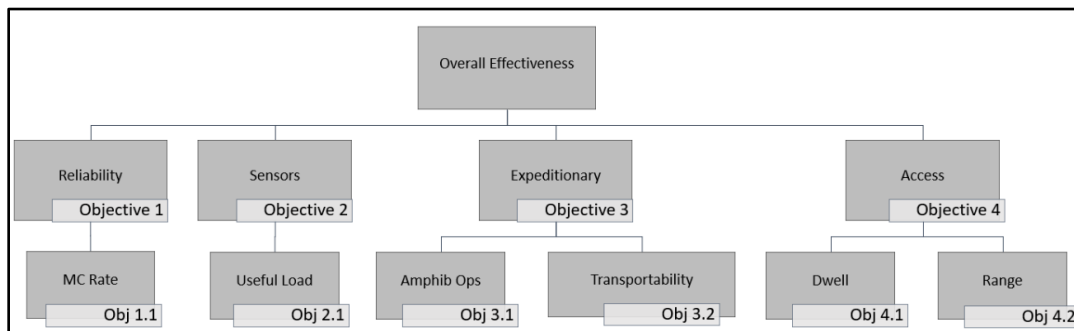 Overall Effectiveness
Reliability
Objective 1
Sensors
Objective 2
Expeditionary
Objective 3
Access
Objective 4
MC Rate
Obj 1.1
Useful Load
Obj 2.1
Amphib Ops
Obj 3.1
Transportability
Obj 3.2
Dwell
Obj 4.1
Range
Obj 4.2